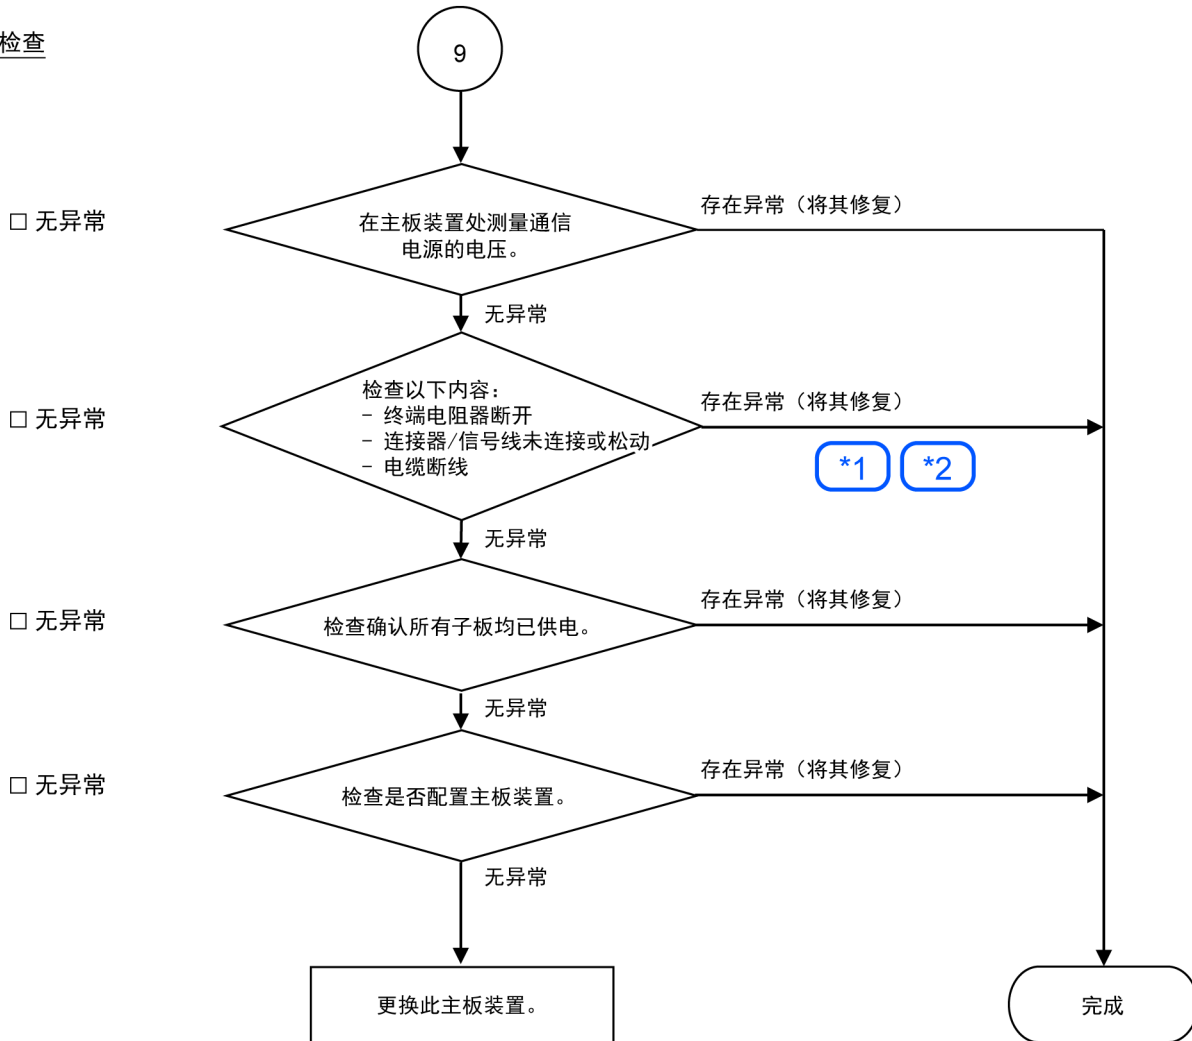 检查
9
□ 无异常
在主板装置处测量通信
电源的电压。
存在异常（将其修复）
无异常
□ 无异常
检查以下内容：
- 终端电阻器断开
- 连接器/信号线未连接或松动
- 电缆断线
存在异常（将其修复）
*1
*2
无异常
□ 无异常
检查确认所有子板均已供电。
存在异常（将其修复）
无异常
□ 无异常
检查是否配置主板装置。
存在异常（将其修复）
无异常
更换此主板装置。
完成